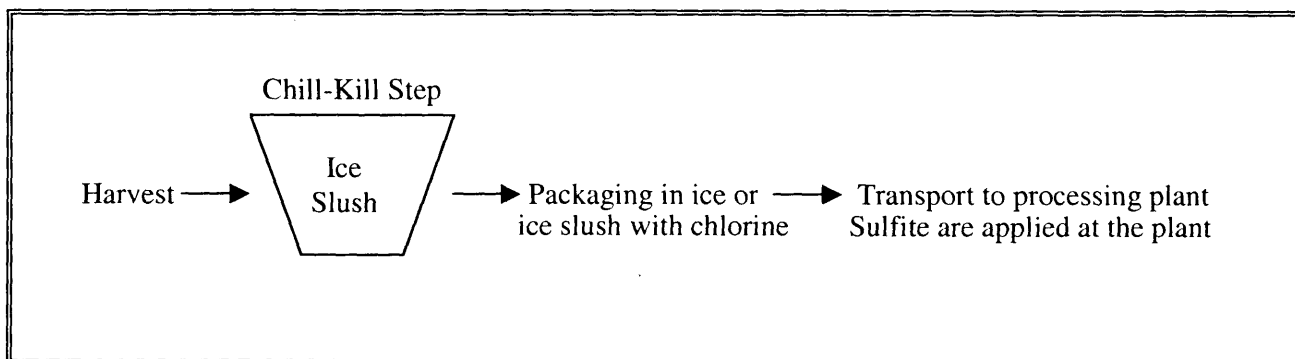 Chill-Kill Step
Ice
Slush
Harvest
Packaging in ice or
ice slush with chlorine
Transport to processing plant
Sulfite are applied at the plant